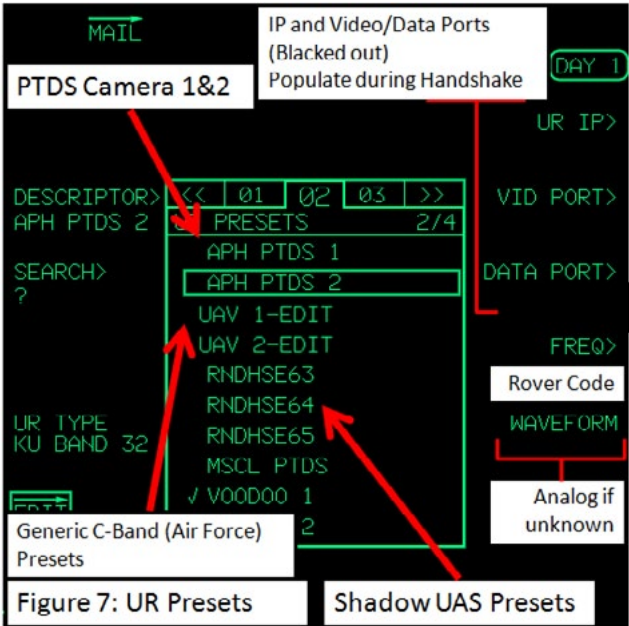 MAIL
IP and Video/Data Ports
(Blacked out)
Populate during Handshake
DAY 1
PTDS Camera 1&2
UR IP>
DESCRIPTOR>
APH PTDS 2
<< 01 02 03 >>
PRESETS 2/4
VID PORT>
APH PTDS 1
SEARCH>
?
APH PTDS 2
DATA PORT>
UAV 1-EDIT
UAV 2-EDIT
FREQ>
RNDHSE63
Rover Code
RNDHSE64
UR TYPE
KU BAND 32
RNDHSE65
WAVEFORM
MSCL PTDS
√ VOODOO 1
2
Analog if
unknown
Generic C-Band (Air Force)
Presets
Figure 7: UR Presets
Shadow UAS Presets